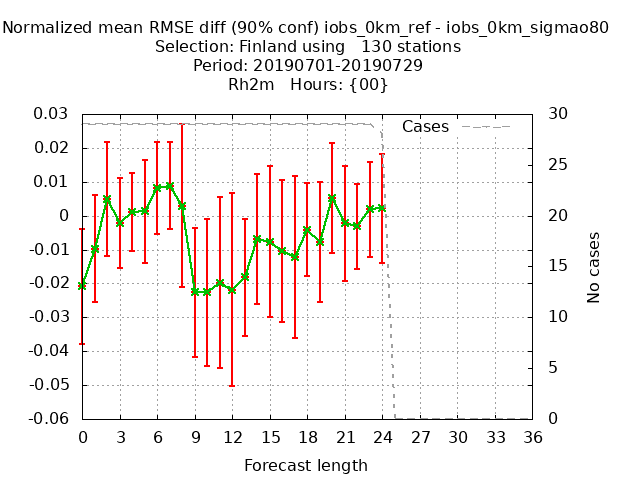 Normalized mean RMSE diff (90% conf) iobs_0km_ref - iobs_0km_sigmao80
Selection: Finland using   130 stations
Period: 20190701-20190729
Rh2m   Hours: {00}
Cases
0.03
0.02
0.01
0
-0.01
-0.02
-0.03
-0.04
-0.05
-0.06
30
25
20
15
10
5
0
No cases
0 3 6 9 12 15 18 21 24 27 30 33 36
Forecast length